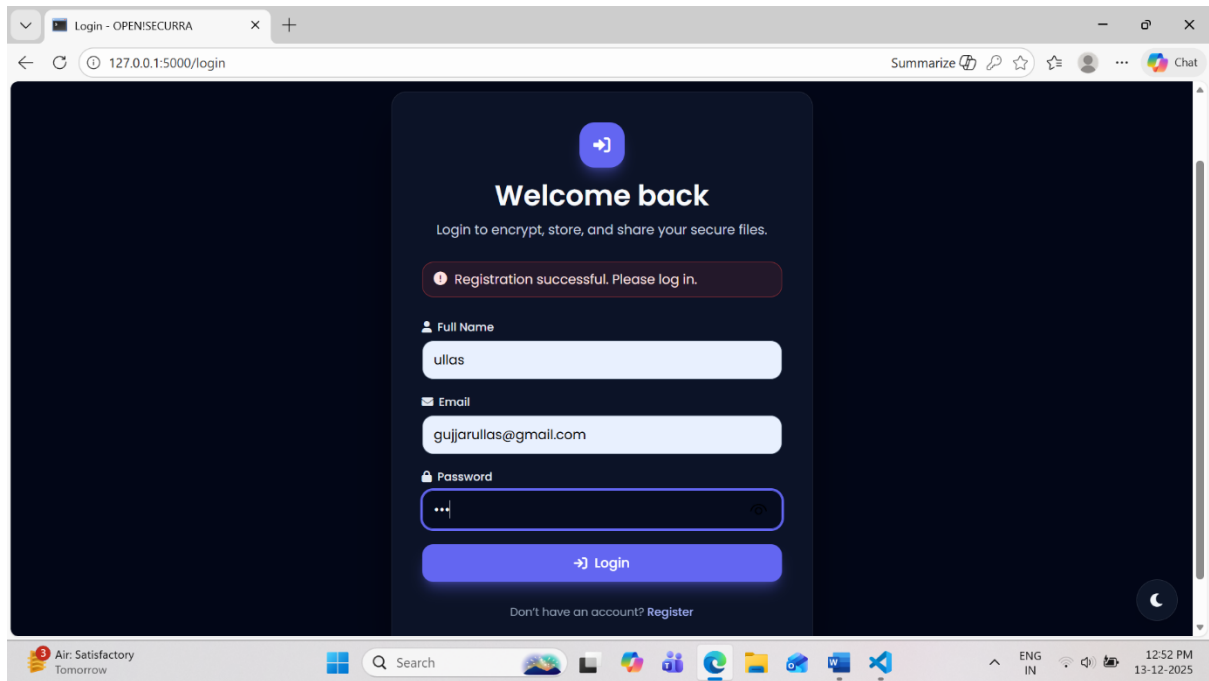 Login - OPEN!SECURRA
127.0.0.1:5000/login
Summarize
Chat
Welcome back
Login to encrypt, store, and share your secure files.
Registration successful. Please log in.
Full Name
ullas
Email
gujjarullas@gmail.com
Password
•••
Login
Don't have an account? Register
3
Air: Satisfactory
Tomorrow
Search
ENG
IN
12:52 PM
13-12-2025